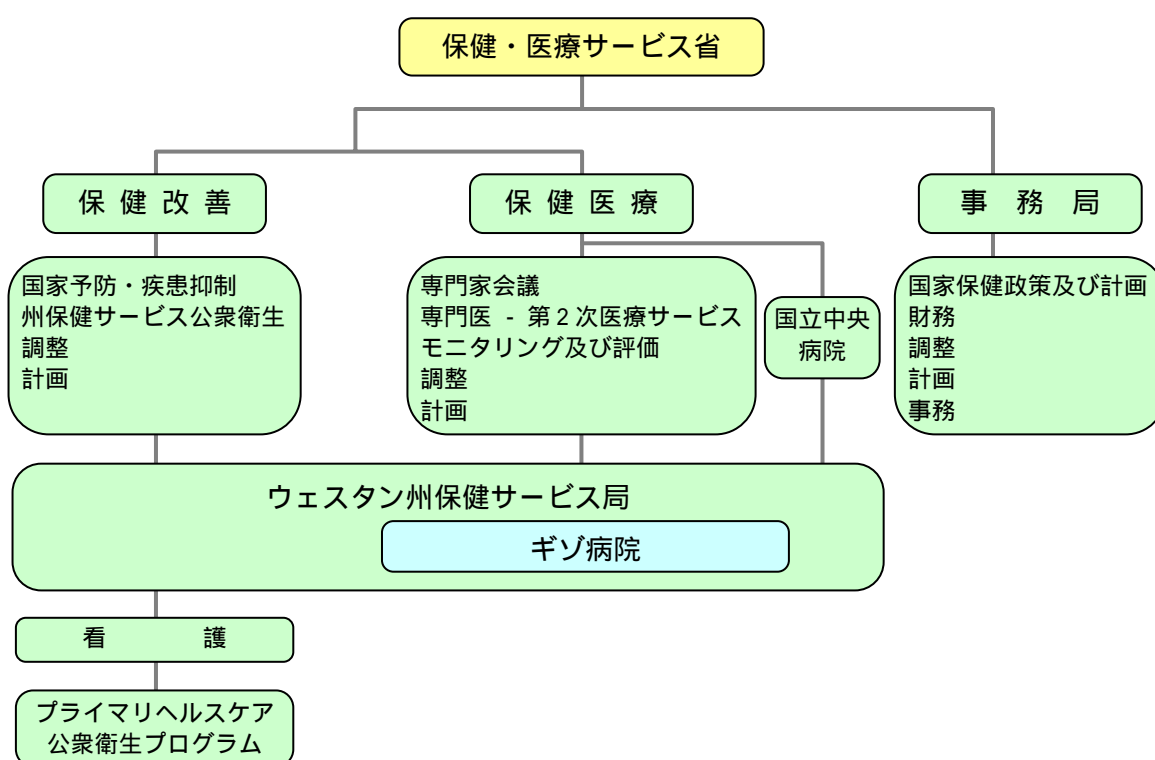 保健・医療サービス省
保健改善
保健医療
事務局
国家予防・疾患抑制
州保健サービス公衆衛生
調整
計画
専門家会議
専門医 - 第２次医療サービス
モニタリング及び評価
調整
計画
国立中央
病院
国家保健政策及び計画
財務
調整
計画
事務
ウェスタン州保健サービス局
ギゾ病院
看護
プライマリヘルスケア
公衆衛生プログラム